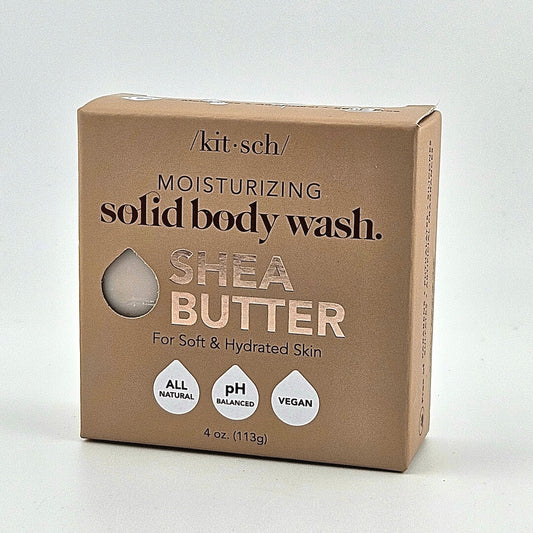 /kit·sch/
MOISTURIZING
solid body wash.
SHEA
BUTTER
For Soft & Hydrated Skin
ALL
NATURAL
pH
BALANCED
VEGAN
4 oz. (113g)